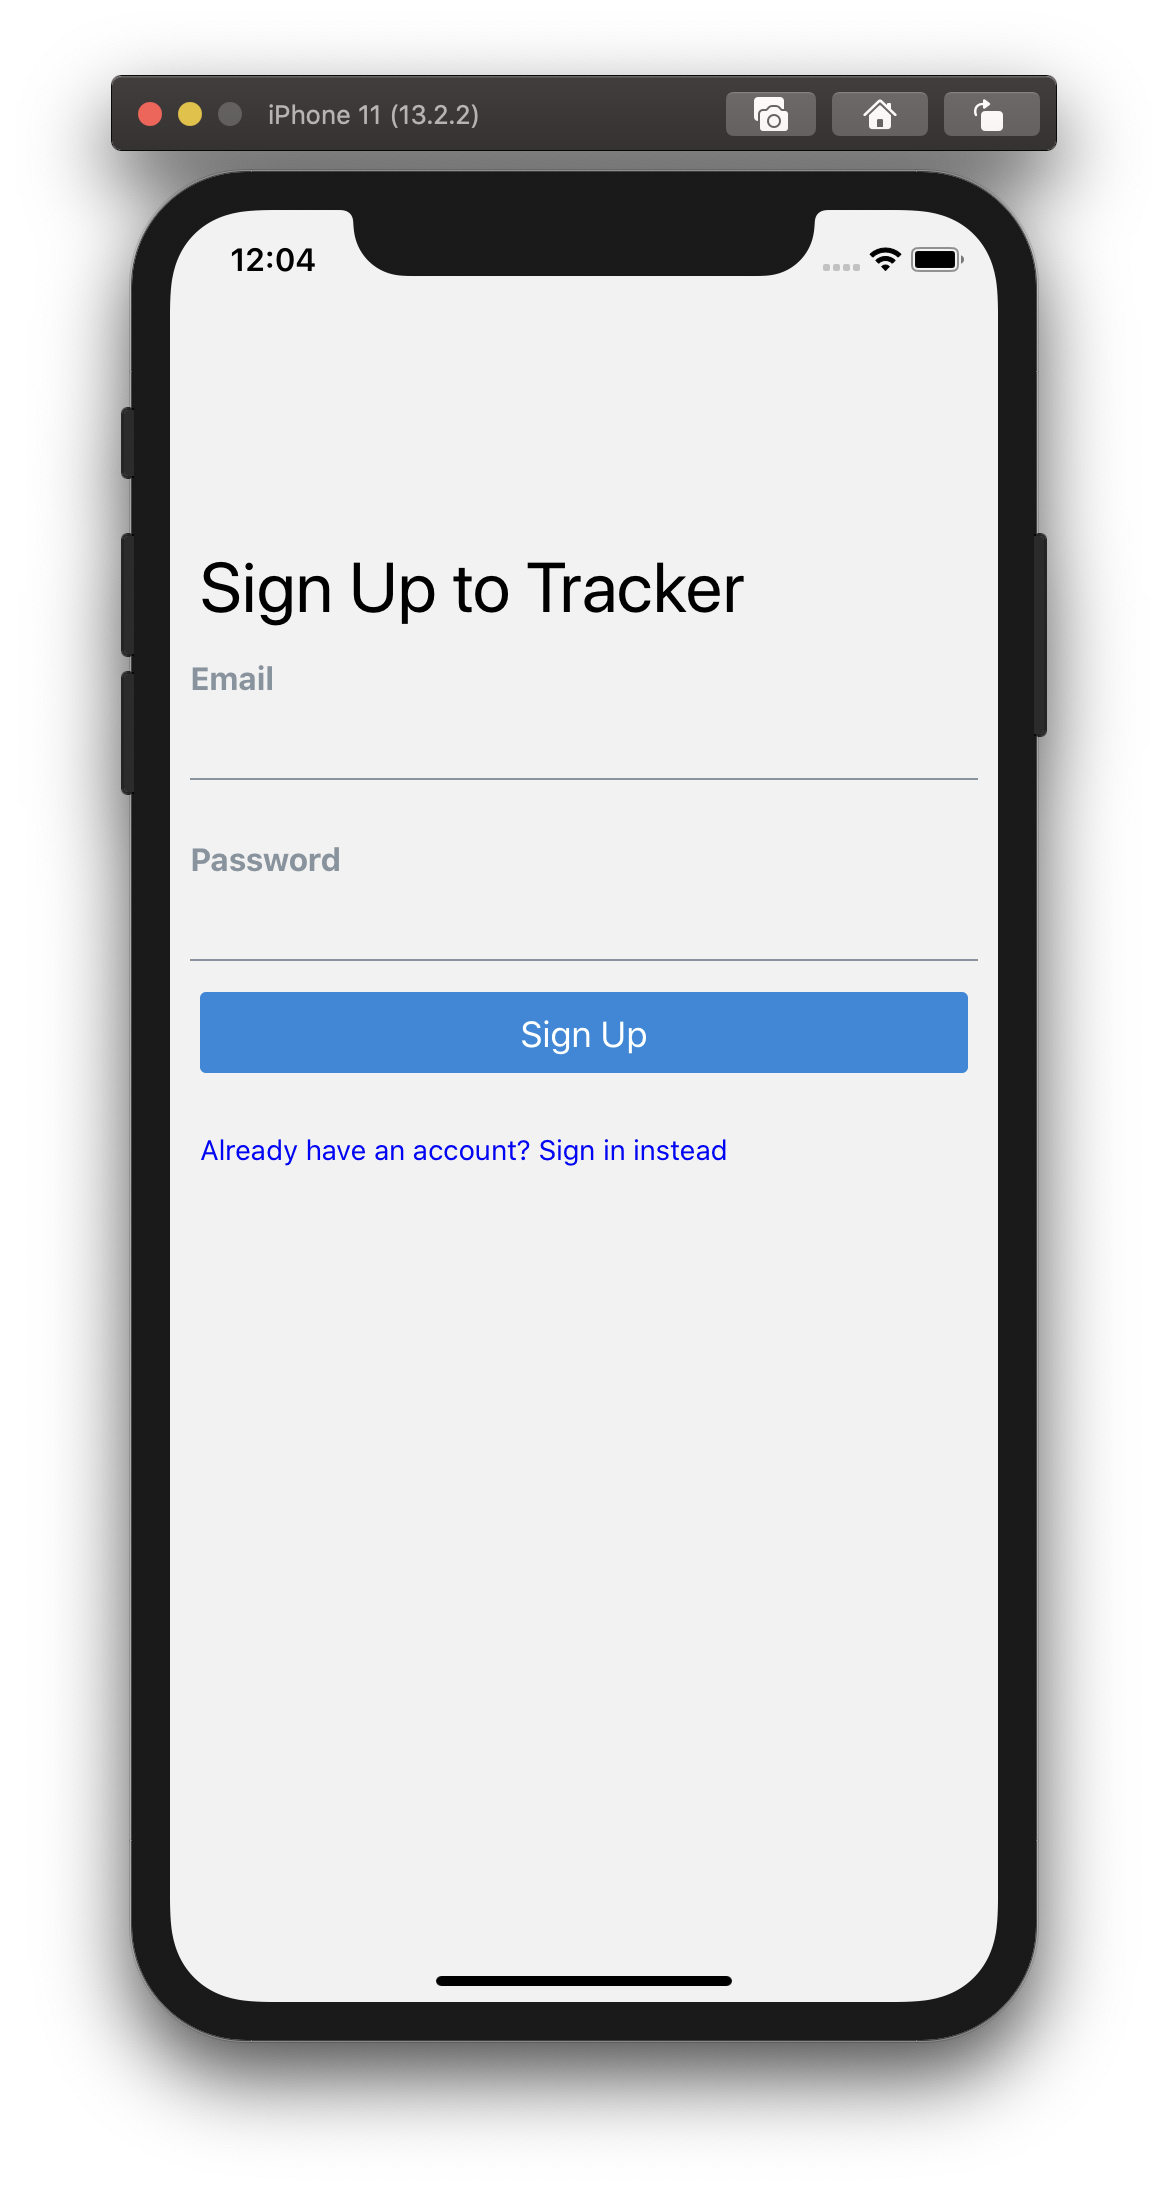 iPhone 11 (13.2.2)
12:04
Sign Up to Tracker
Email
Password
Sign Up
Already have an account? Sign in instead